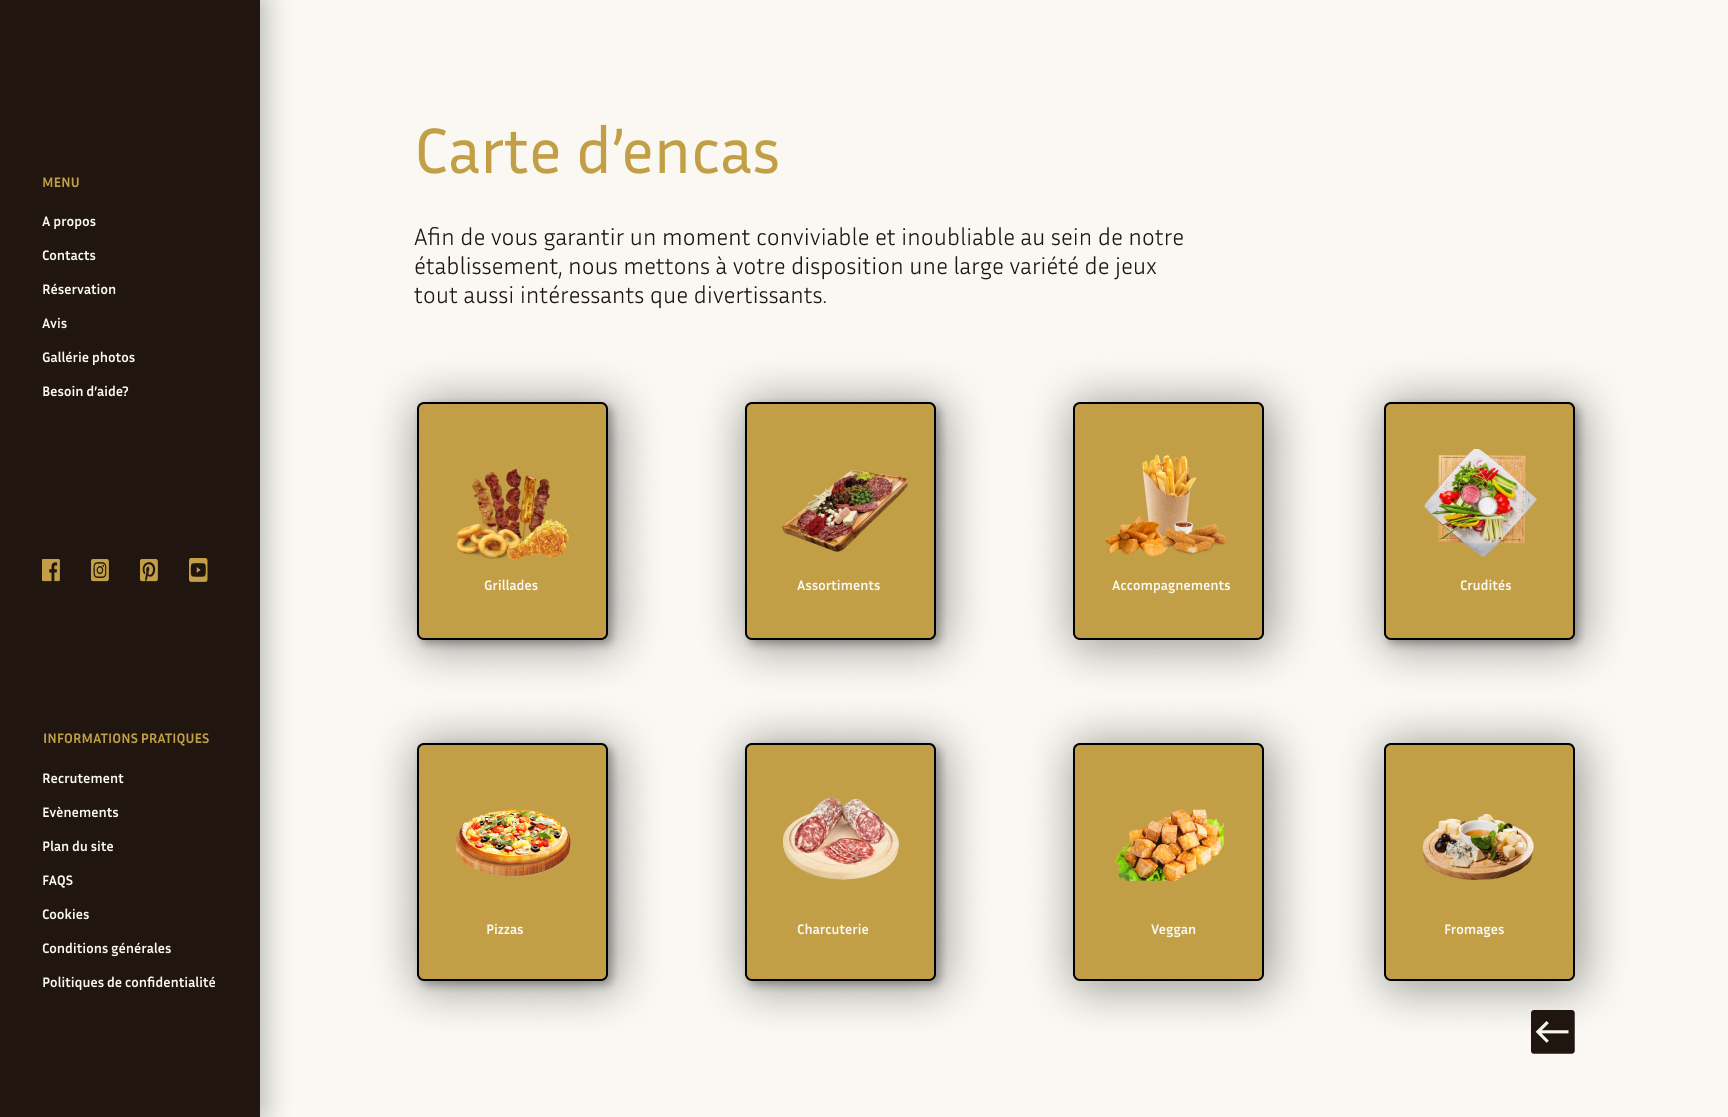 MENU
A propos
Contacts
Réservation
Avis
Gallérie photos
Besoin d’aide?
INFORMATIONS PRATIQUES
Recrutement
Evènements
Plan du site
FAQS
Cookies
Conditions générales
Politiques de confidentialité
Carte d’encas
Afin de vous garantir un moment conviviable et inoubliable au sein de notre
établissement, nous mettons à votre disposition une large variété de jeux
tout aussi intéressants que divertissants.
Grillades
Assortiments
Accompagnements
Crudités
Pizzas
Charcuterie
Veggan
Fromages